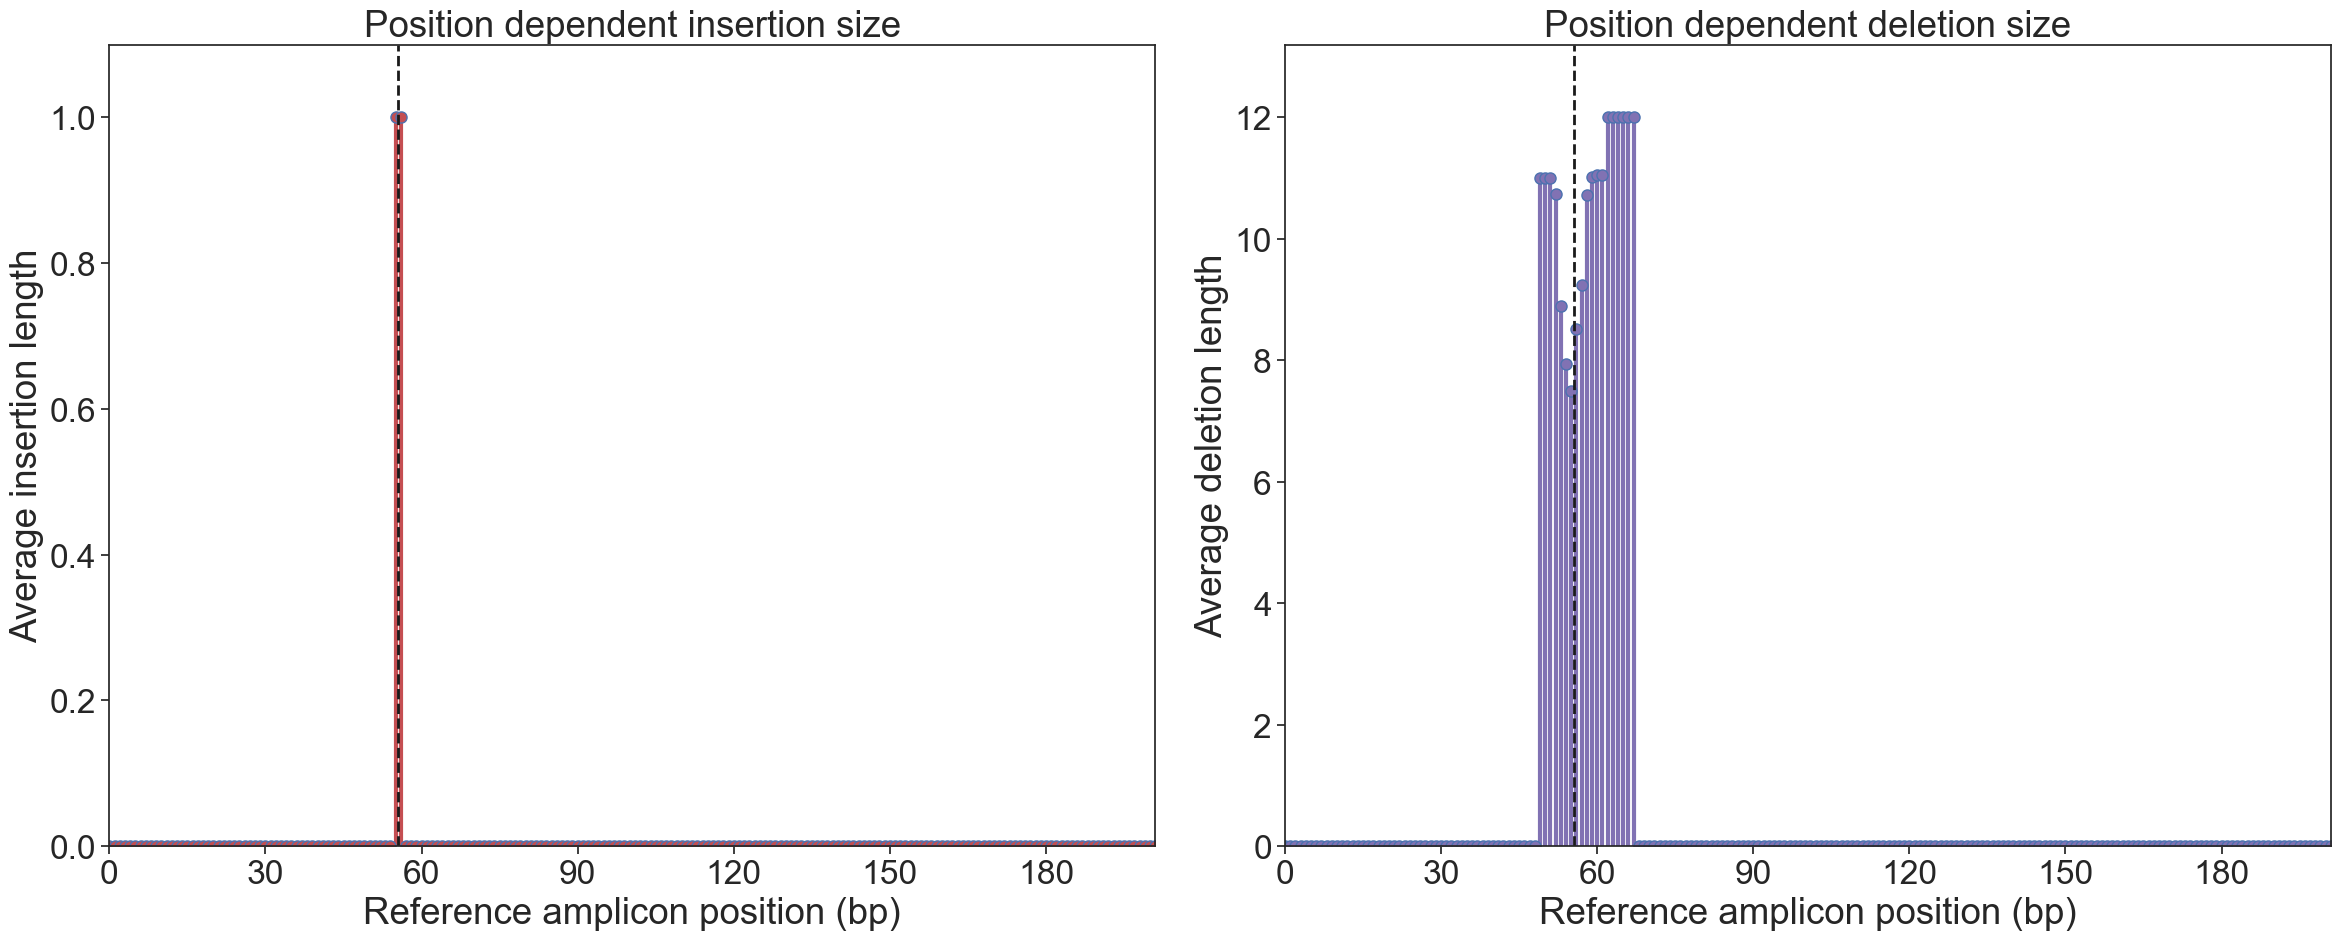 Position dependent insertion size
Average insertion length
1.0
0.8
0.6
0.4
0.2
0.0
0 30 60 90 120 150 180
Reference amplicon position (bp)
Position dependent deletion size
Average deletion length
12
10
8
6
4
2
0
0 30 60 90 120 150 180
Reference amplicon position (bp)